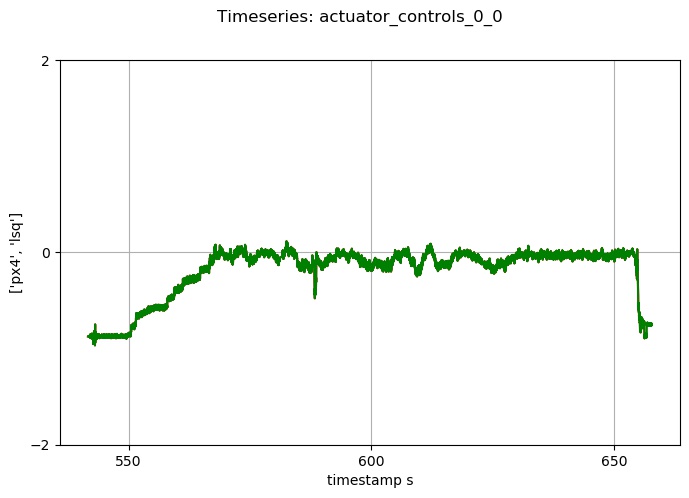 Timeseries: actuator_controls_0_0
2
0
−2
['px4', 'lsq']
550
600
650
timestamp s